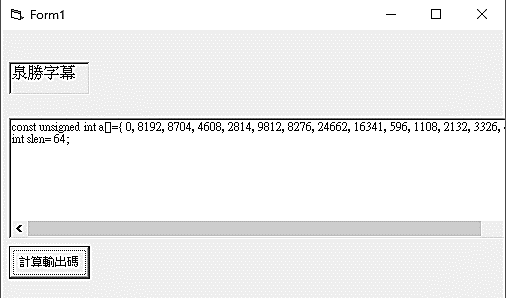 Form1
泉勝字幕
const unsigned int a[]={ 0, 8192, 8704, 4608, 2814, 9812, 8276, 24662, 16341, 596, 1108, 2132, 3326,
int slen= 64;
計算輸出碼